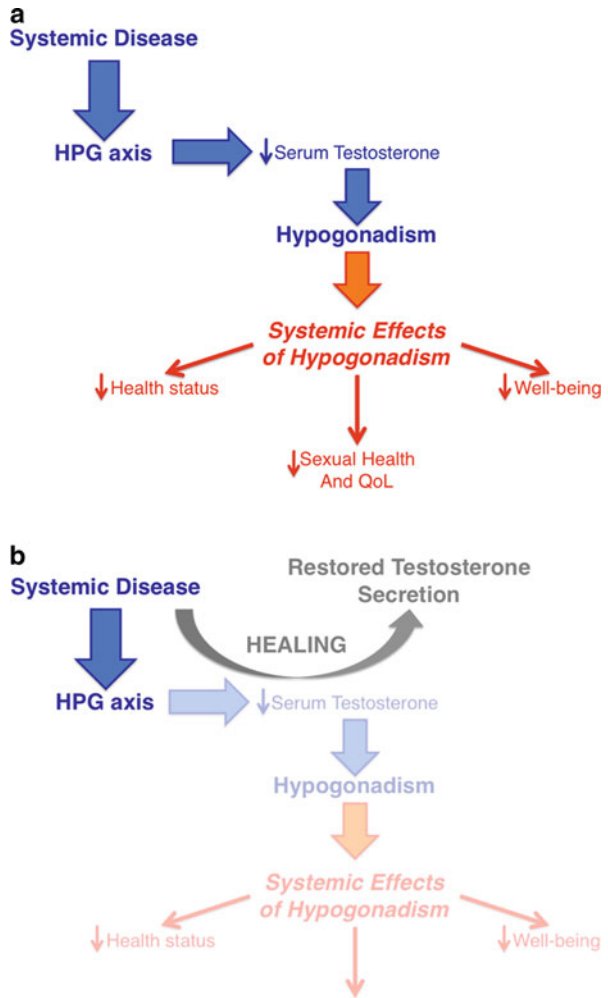 a
Systemic Disease
HPG axis
↓ Serum Testosterone
Hypogonadism
Systemic Effects
of Hypogonadism
↓ Health status
↓ Well-being
↓ Sexual Health
And QoL
b
Restored Testosterone
Secretion
Systemic Disease
HEALING
HPG axis
↓ Serum Testosterone
Hypogonadism
Systemic Effects
of Hypogonadism
↓ Health status
↓ Well-being